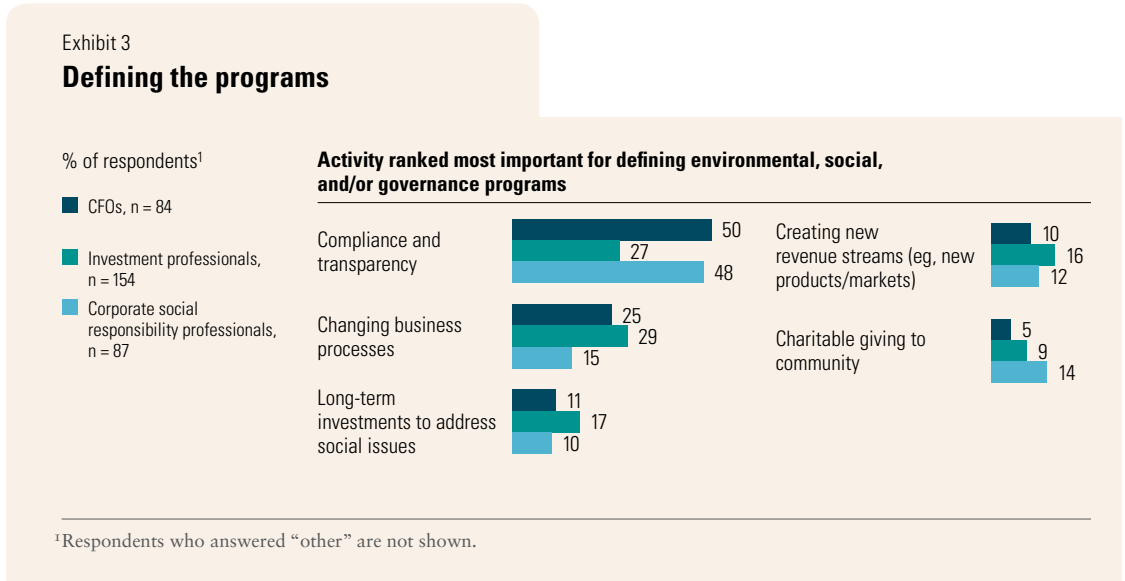 Exhibit 3
Defining the programs
% of respondents¹
CFOs, n = 84
Investment professionals,
n = 154
Corporate social
responsibility professionals,
n = 87
Activity ranked most important for defining environmental, social,
and/or governance programs
Compliance and
transparency
50
27
48
Changing business
processes
25
29
15
Long-term
investments to address
social issues
11
17
10
Creating new
revenue streams (eg, new
products/markets)
10
16
12
Charitable giving to
community
5
9
14
¹Respondents who answered “other” are not shown.